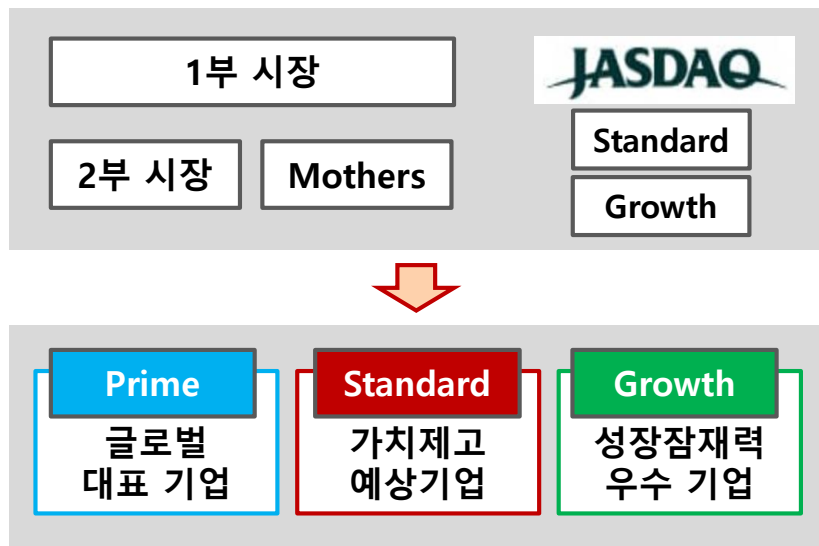 1부 시장
JASDAQ
Standard
2부 시장
Mothers
Growth
Prime
글로벌
대표 기업
Standard
가치제고
예상기업
Growth
성장잠재력
우수 기업